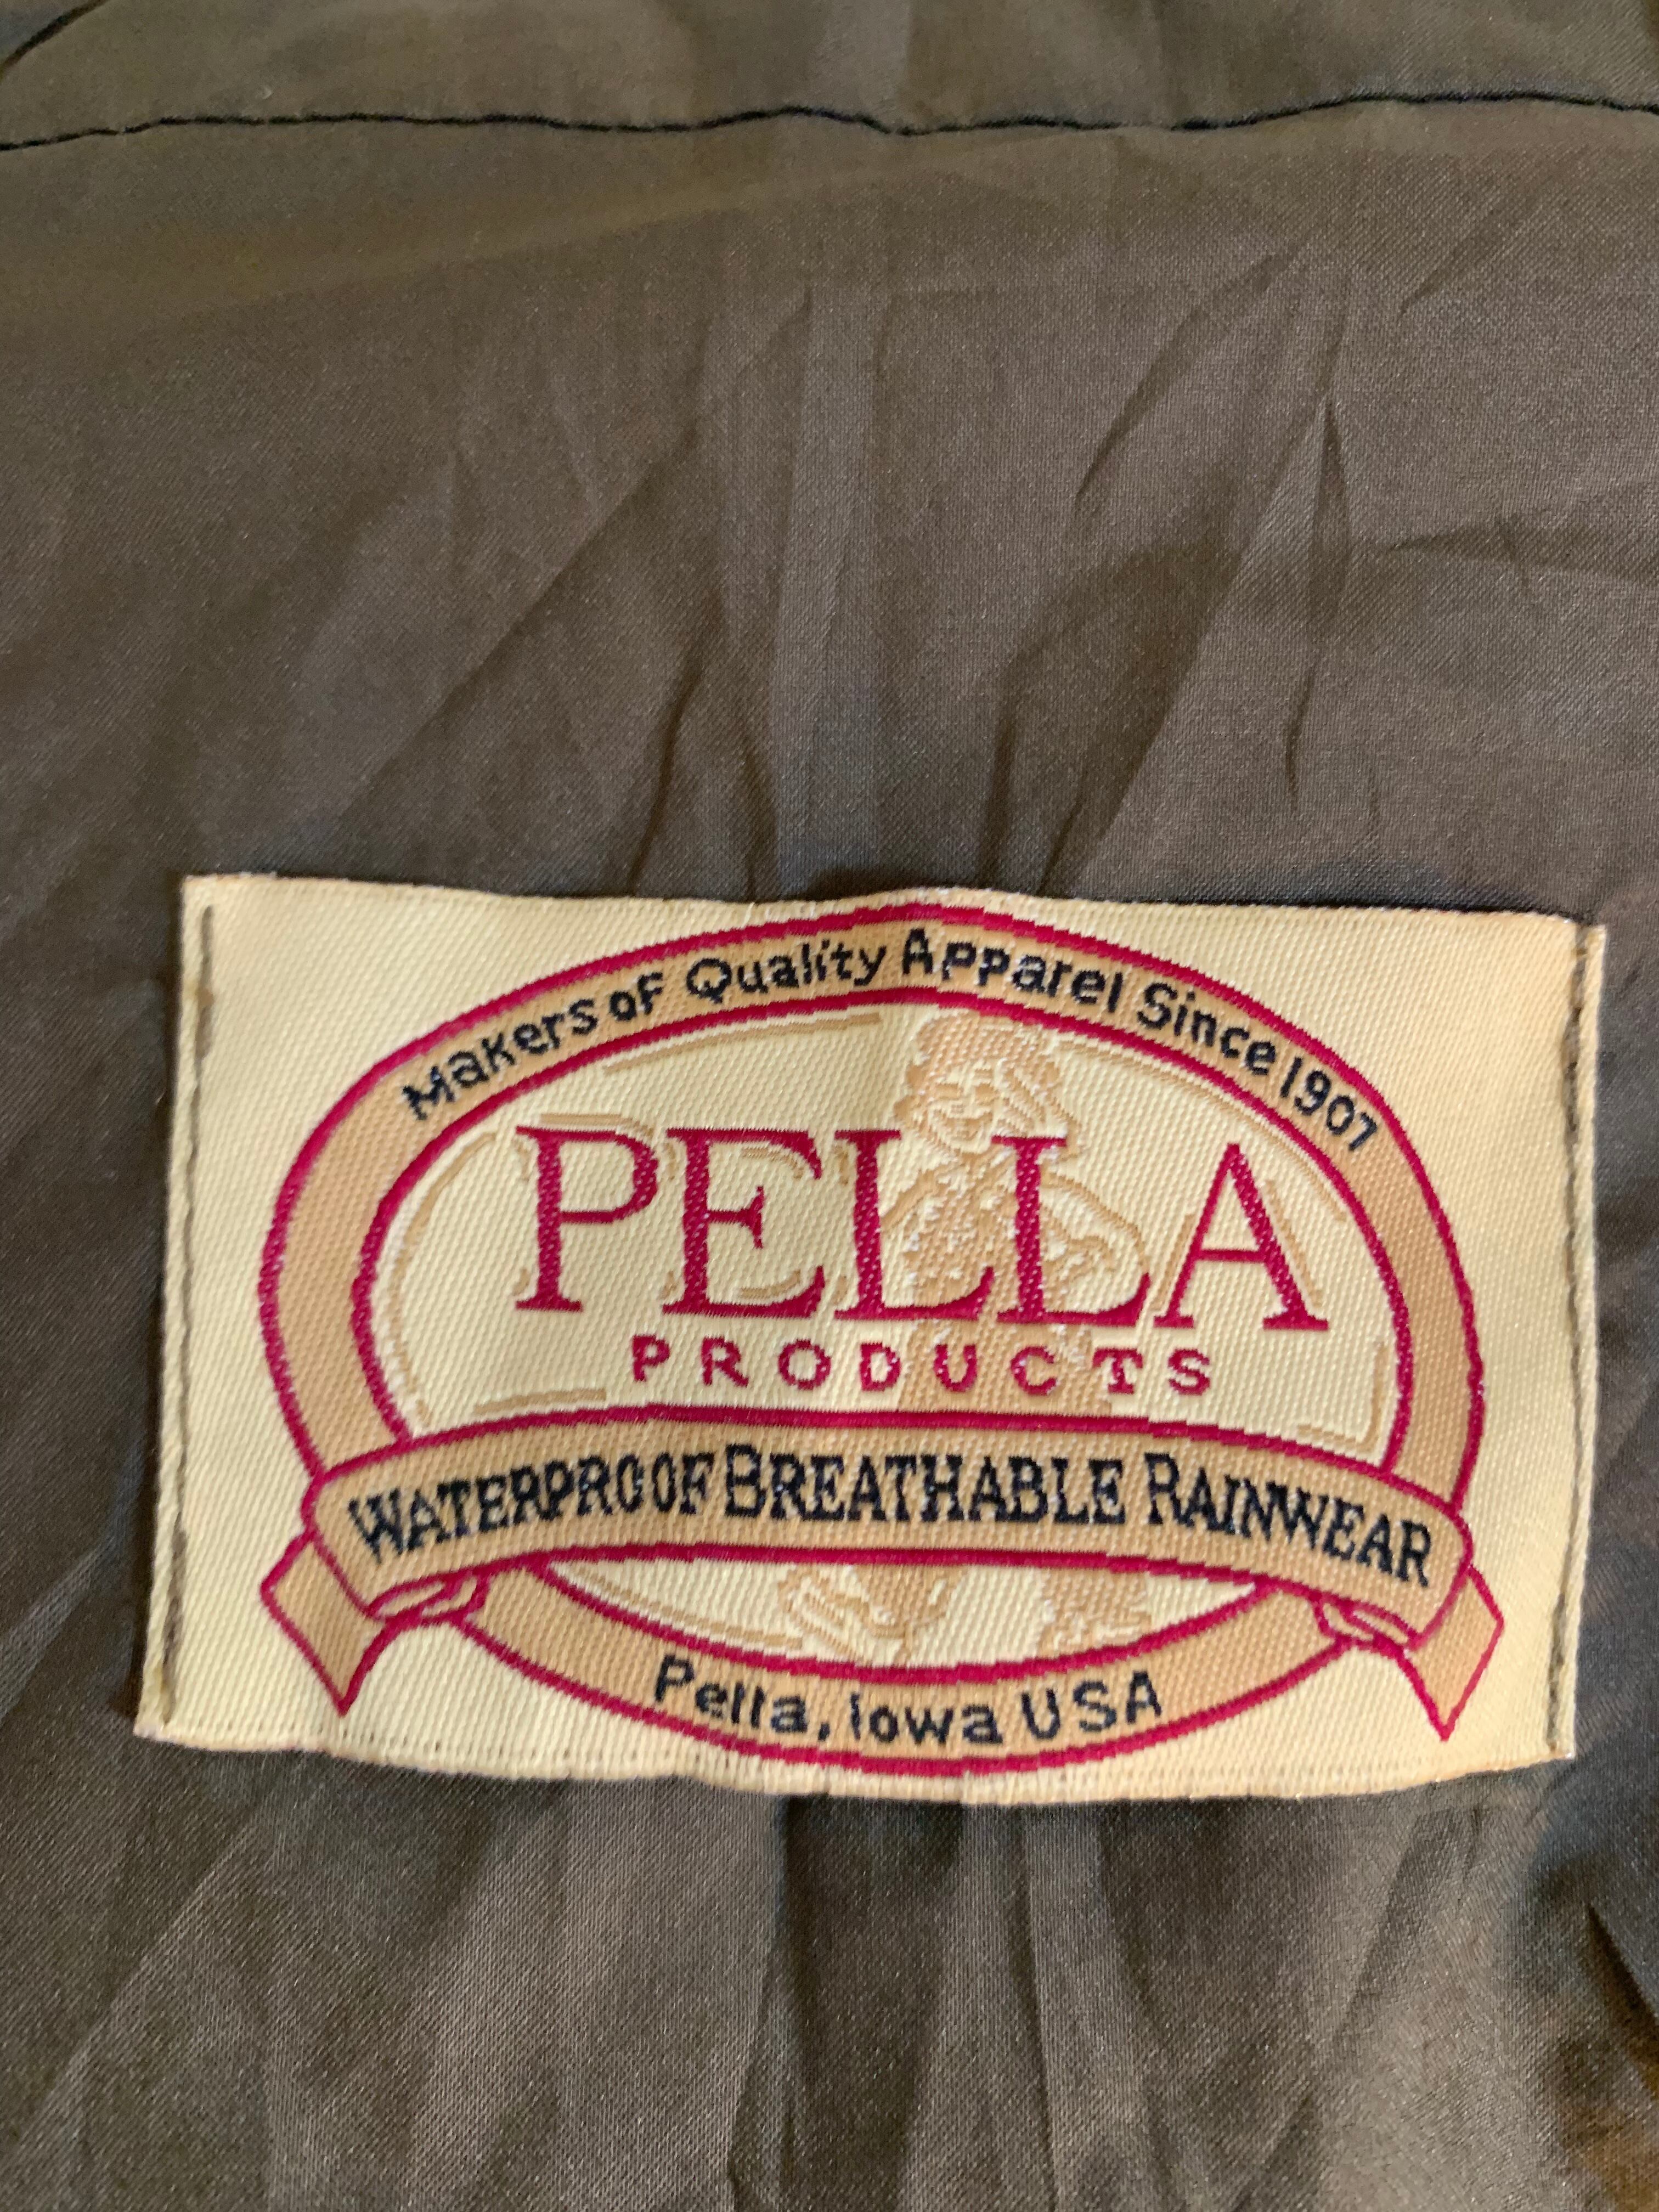 Makers of Quality Apparel Since 1907
PELLA
PRODUCTS
WATERPROOF BREATHABLE RAINWEAR
Pella, Iowa USA